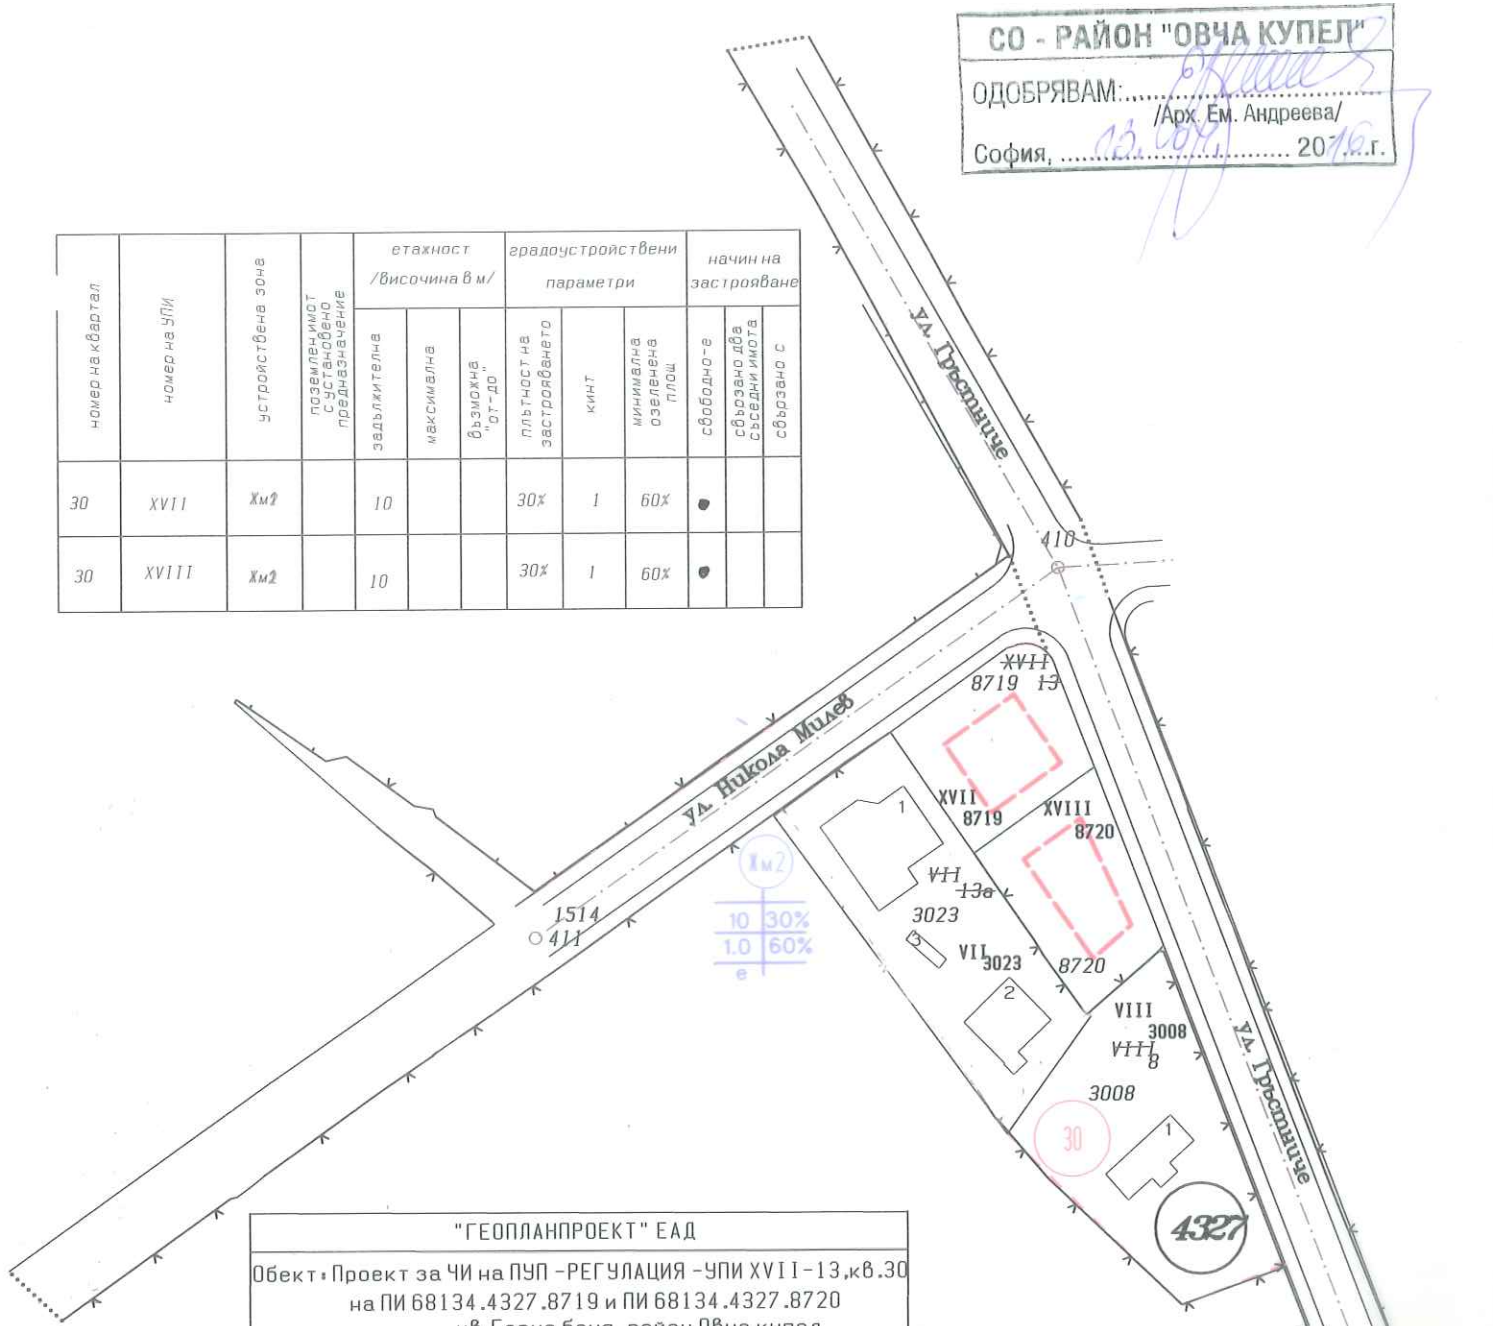 СО - РАЙОН "ОВЧА КУПЕЛ"
ОДОБРЯВАМ:
/Арх. Ем. Андреева/
София, 20 г.
номер на квартал
номер на УПИ
устройствена зона
поземлен имот
с установено
предназначение
етажност
/височина в м/
задължителна
максимална
възможна
"от-до"
градоустройствени
параметри
плътност на
застрояването
кинт
минимална
озеленена
площ
начин на
застрояване
свободно-е
свързано два
съседни имота
свързано с
30 XVII Жм2 10 30% 1 60% ●
30 XVIII Жм2 10 30% 1 60% ●
ул. Гръстниче
410
XVII
8719 13
ул. Никола Милев
XVII
8719
XVIII
8720
1
Жм2
10 30%
1.0 60%
е
VII
13а
3023
1514
411
3
VII
3023
8720
2
VIII
3008
VIII
8
3008
ул. Гръстниче
30
1
4327
"ГЕОПЛАНПРОЕКТ" ЕАД
Обект:Проект за ЧИ на ПУП -РЕГУЛАЦИЯ -УПИ XVII-13,кв.30
на ПИ 68134.4327.8719 и ПИ 68134.4327.8720